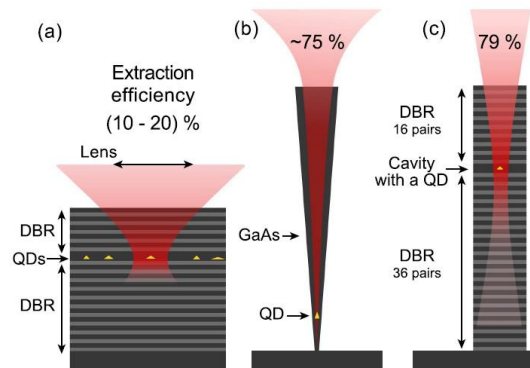 (a)
Extraction
efficiency
(10 - 20) %
Lens
DBR
QDs
DBR
(b)
~75 %
GaAs
QD
(c)
79 %
DBR
16 pairs
Cavity
with a QD
DBR
36 pairs